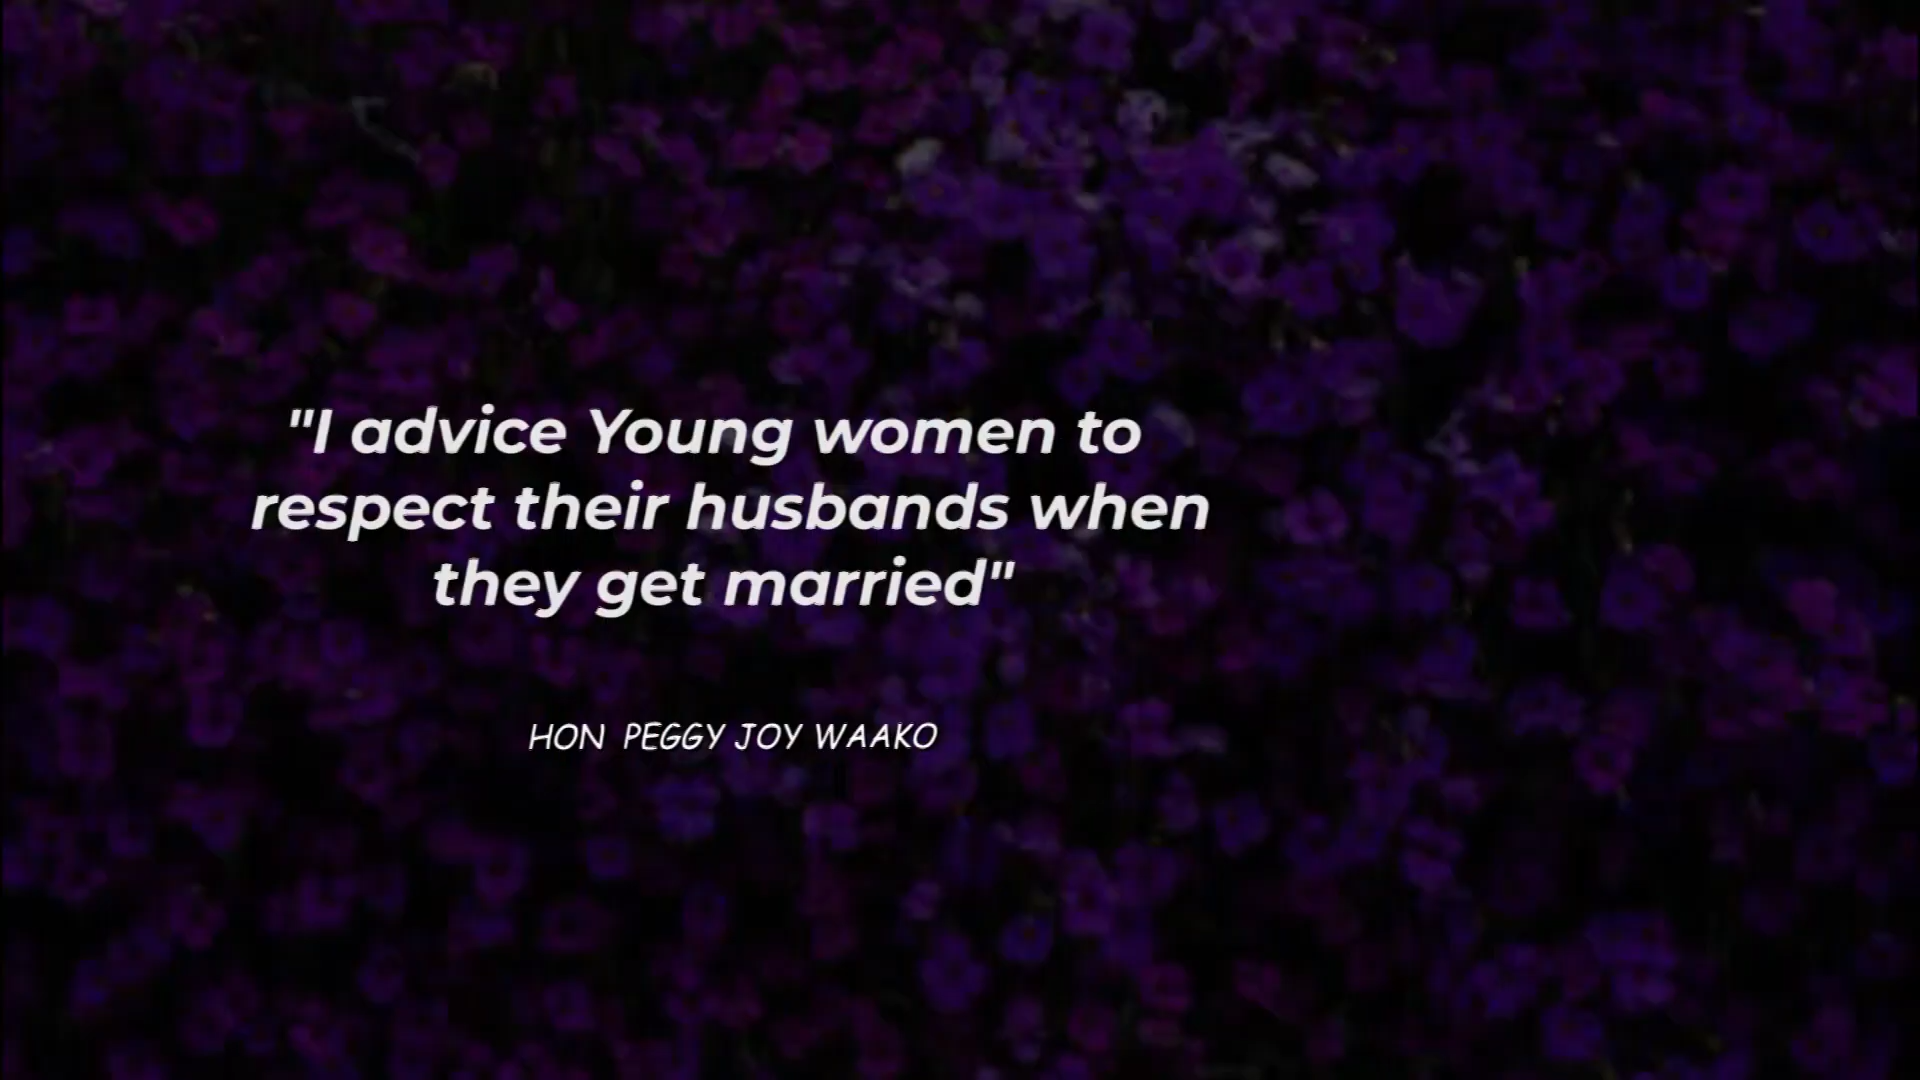 "I advice Young women to
respect their husbands when
they get married"
HON PEGGY JOY WAAKO